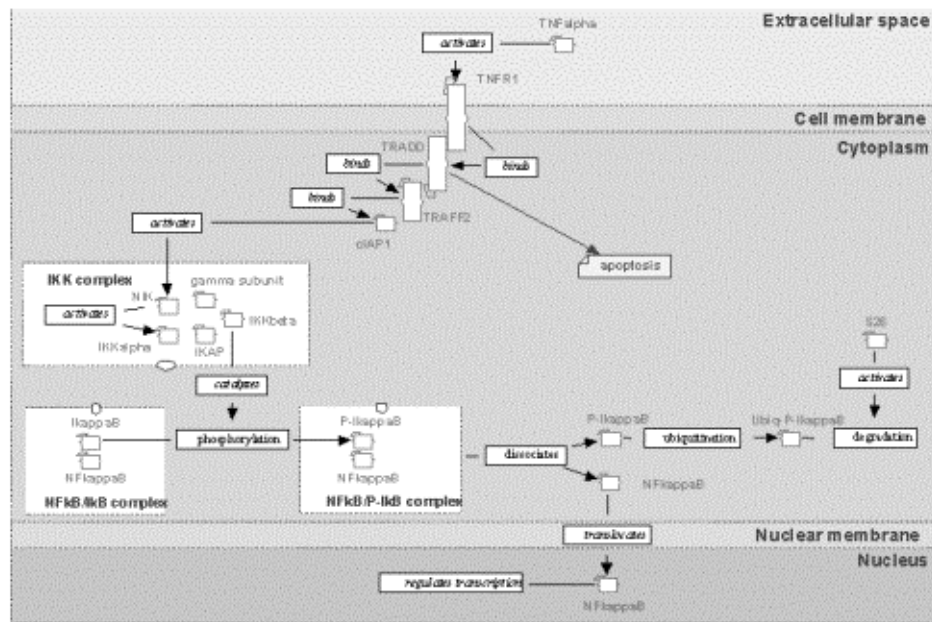 Extracellular space
TNFalpha
activates
TNFR1
Cell membrane
Cytoplasm
TRADD
binds
binds
binds
TRAFF2
activates
cIAP1
apoptosis
IKK complex
gamma subunit
NIK
activates
IKKbeta
IKKalpha
IKAP
S26
catalyses
activates
IkappaB
P-IkappaB
P-IkappaB
Ubiq-P-IkappaB
phosphorylation
ubiquitination
degradation
dissociates
NFkappaB
NFkappaB
NFkappaB
NFkB/IkB complex
NFkB/P-IkB complex
translocates
Nuclear membrane
Nucleus
regulates transcription
NFkappaB